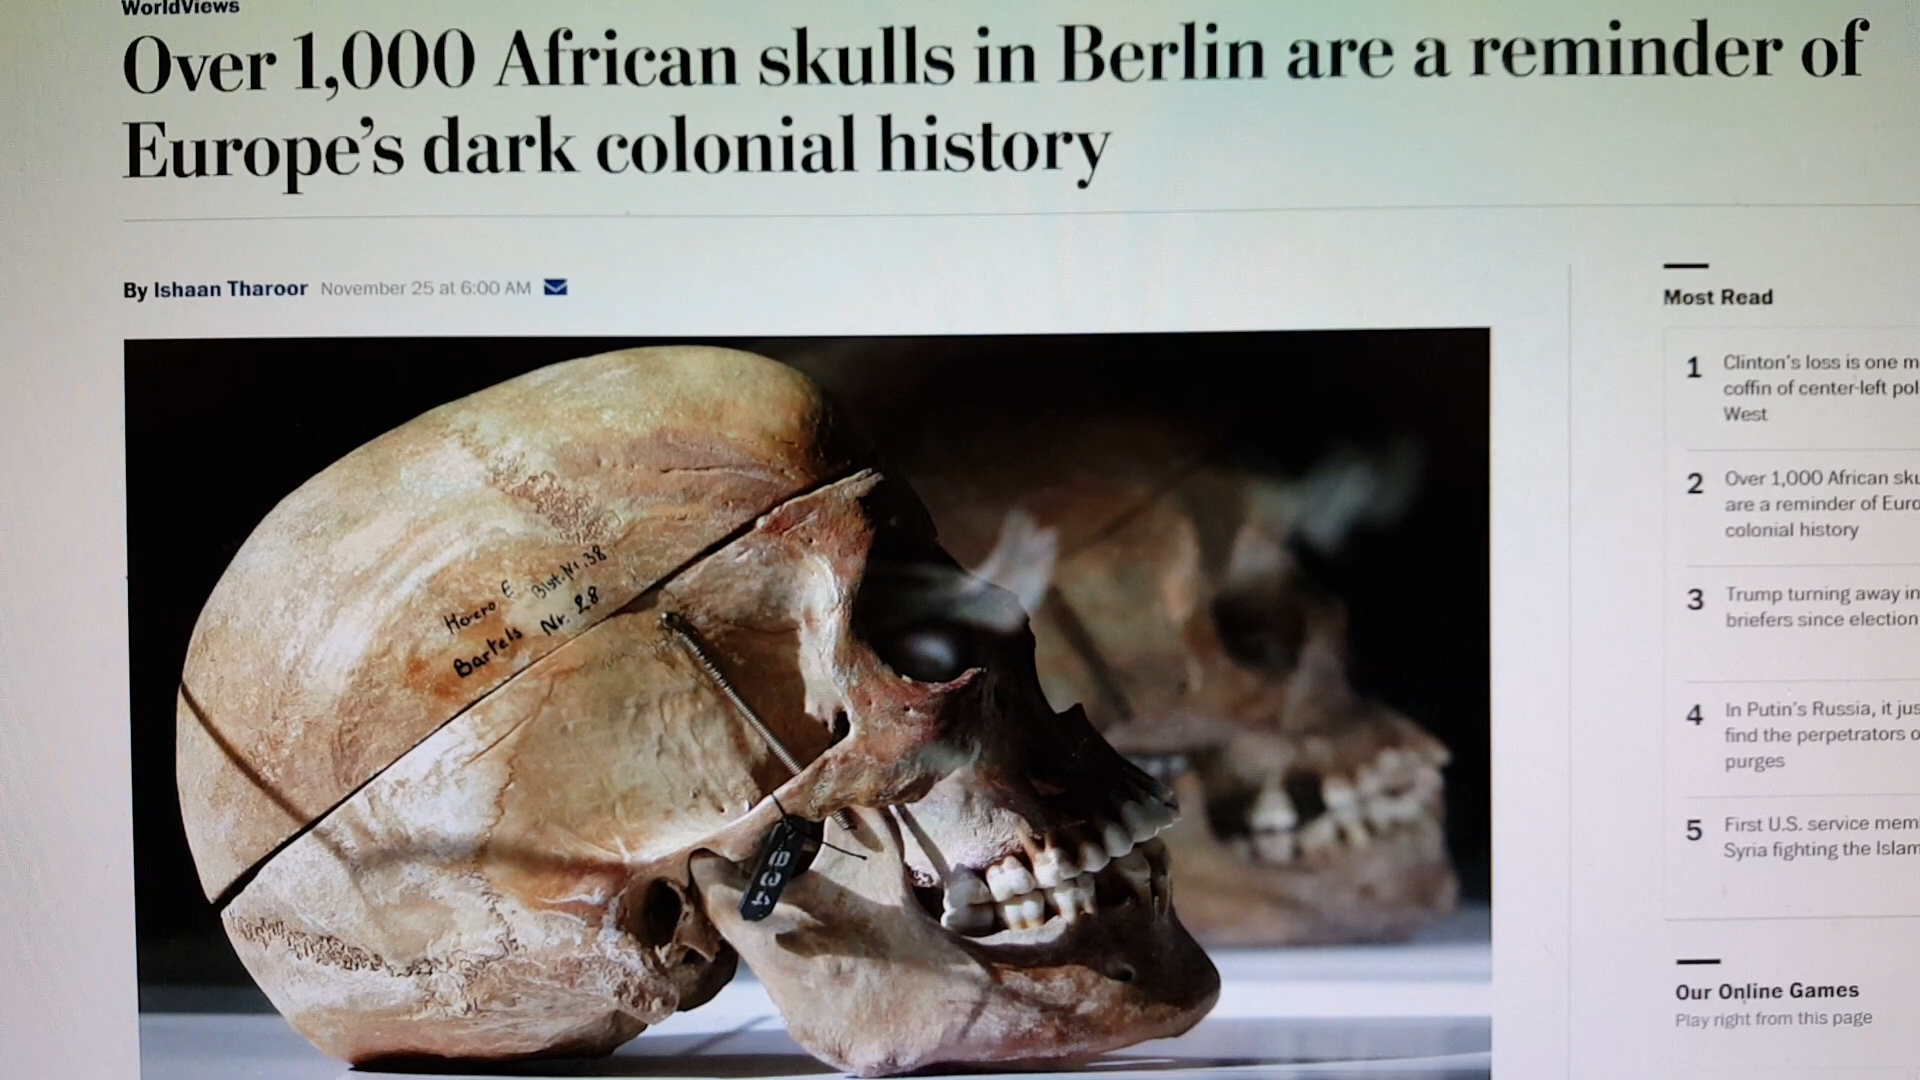 WorldViews
Over 1,000 African skulls in Berlin are a reminder of
Europe's dark colonial history
By Ishaan Tharoor November 25 at 6:00 AM
Most Read
1 Clinton's loss is one m
coffin of center-left pol
West
2 Over 1,000 African sku
are a reminder of Euro
colonial history
3 Trump turning away in
briefers since election
4 In Putin's Russia, it jus
find the perpetrators o
purges
5 First U.S. service mem
Syria fighting the Islam
Our Online Games
Play right from this page
Herero E Bist. Nr. 38
Bartels Nr. 28